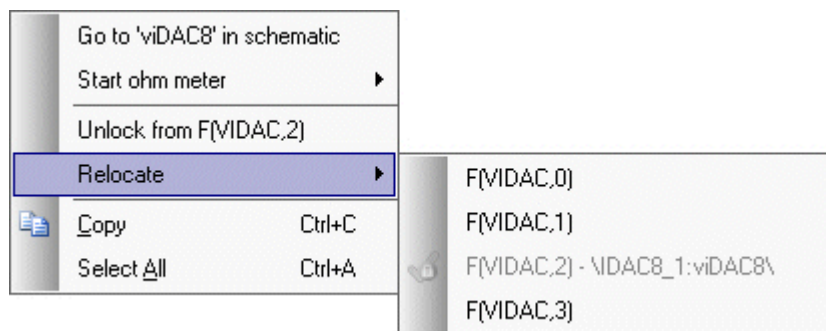 Go to 'viDAC8' in schematic
Start ohm meter
Unlock from F(VIDAC,2)
Relocate
Copy Ctrl+C
Select All Ctrl+A
F(VIDAC,0)
F(VIDAC,1)
F(VIDAC,2) - \IDAC8_1:viDAC8\
F(VIDAC,3)